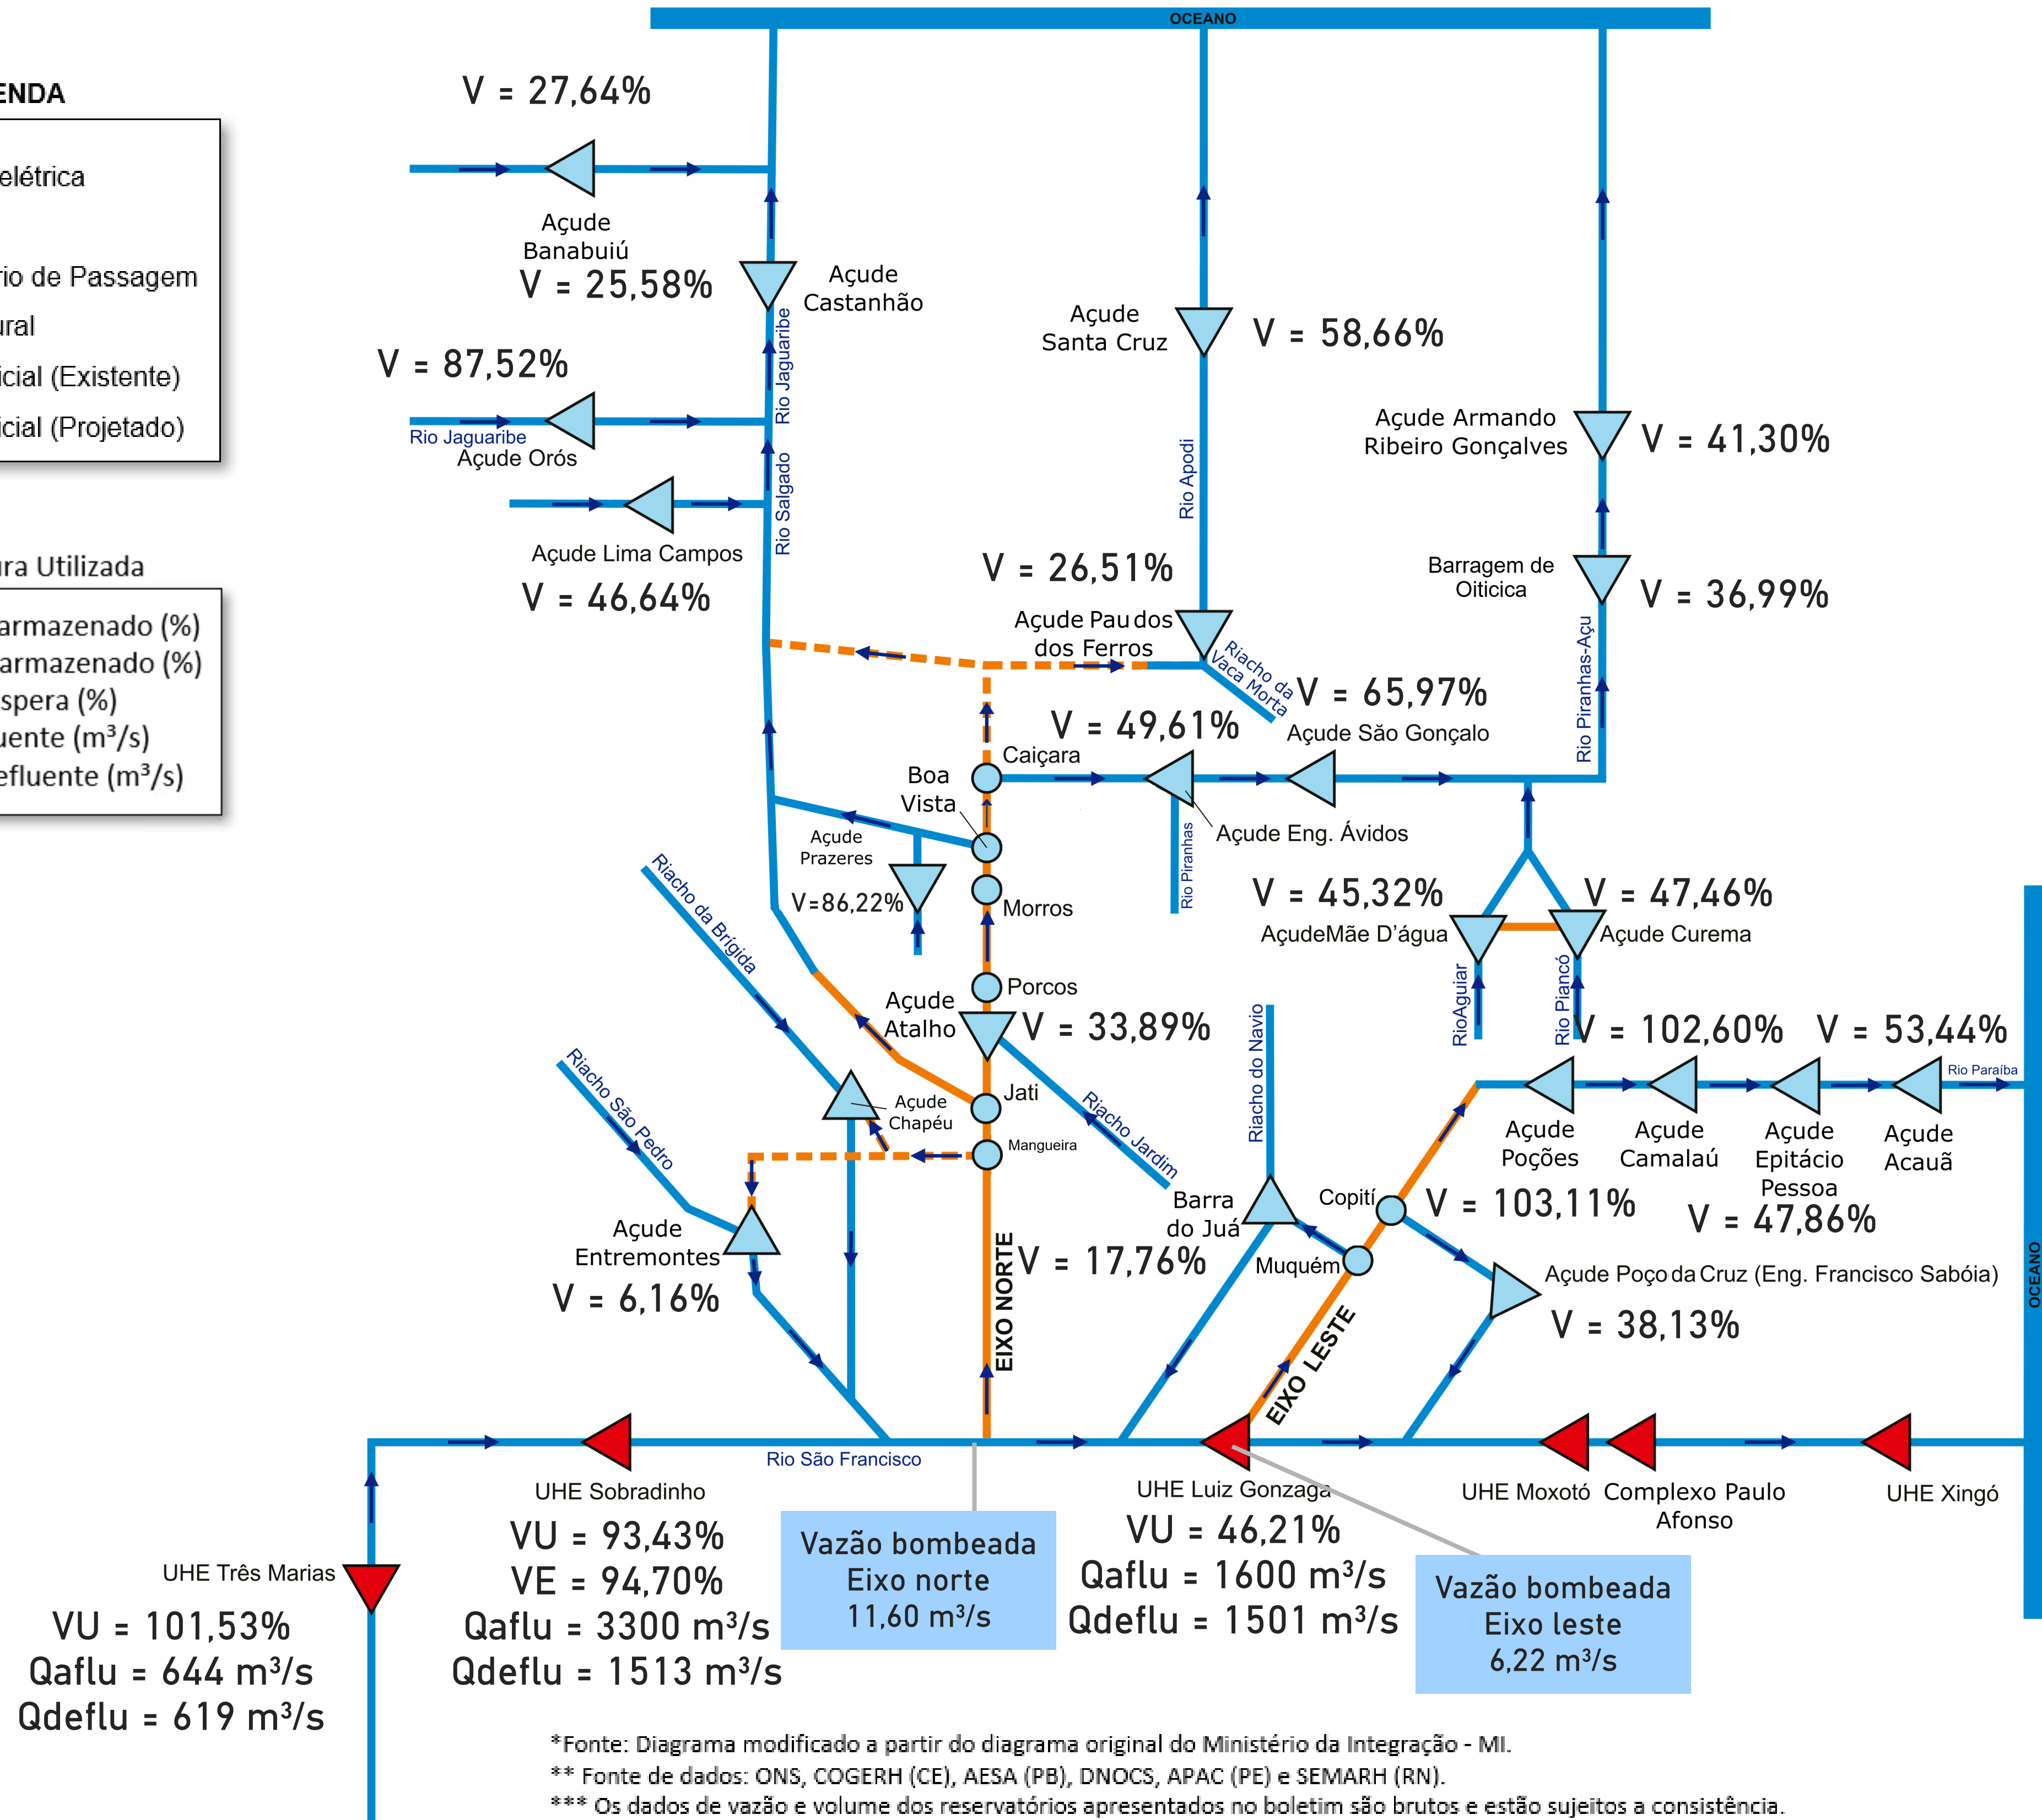 OCEANO
V = 27,64%
ENDA
elétrica
rio de Passagem
ural
icial (Existente)
icial (Projetado)
Açude
Banabuiú
V = 25,58%
Açude
Castanhão
Rio Jaguaribe
V = 87,52%
Rio Jaguaribe
Açude Orós
Rio Salgado
Açude Lima Campos
V = 46,64%
Açude
Santa Cruz
V = 58,66%
Rio Apodi
Açude Armando
Ribeiro Gonçalves
V = 41,30%
Barragem de
Oiticica
V = 36,99%
Rio Piranhas-Açu
ura Utilizada
armazenado (%)
armazenado (%)
spera (%)
uente (m³/s)
efluente (m³/s)
V = 26,51%
Açude Pau dos
dos Ferros
Riacho da
Vaca Morta
V = 65,97%
Açude São Gonçalo
V = 49,61%
Caiçara
Boa
Vista
Açude Eng. Ávidos
Rio Piranhas
Açude
Prazeres
V=86,22%
Morros
V = 45,32%
AçudeMãe D'água
V = 47,46%
Açude Curema
RioAguiar
Rio Piancó
Riacho da Brígida
Porcos
Açude
Atalho
V = 33,89%
Riacho São Pedro
Jati
Açude
Chapéu
Mangueira
Riacho Jardim
Riacho do Navio
V = 102,60%
V = 53,44%
Rio Paraíba
Açude
Poções
Açude
Camalaú
Açude
Epitácio
Pessoa
Açude
Acauã
V = 103,11%
V = 47,86%
Barra
do Juá
Copití
Muquém
V = 17,76%
Açude
Entremontes
V = 6,16%
EIXO NORTE
EIXO LESTE
Açude Poço da Cruz (Eng. Francisco Sabóia)
V = 38,13%
OCEANO
Rio São Francisco
UHE Sobradinho
VU = 93,43%
VE = 94,70%
Qaflu = 3300 m³/s
Qdeflu = 1513 m³/s
Vazão bombeada
Eixo norte
11,60 m³/s
UHE Luiz Gonzaga
VU = 46,21%
Qaflu = 1600 m³/s
Qdeflu = 1501 m³/s
Vazão bombeada
Eixo leste
6,22 m³/s
UHE Moxotó
Complexo Paulo
Afonso
UHE Xingó
UHE Três Marias
VU = 101,53%
Qaflu = 644 m³/s
Qdeflu = 619 m³/s
*Fonte: Diagrama modificado a partir do diagrama original do Ministério da Integração - MI.
** Fonte de dados: ONS, COGERH (CE), AESA (PB), DNOCS, APAC (PE) e SEMARH (RN).
*** Os dados de vazão e volume dos reservatórios apresentados no boletim são brutos e estão sujeitos a consistência.